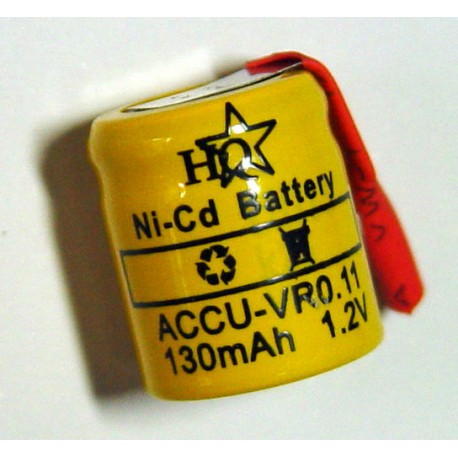 HQ
Ni-Cd Battery
ACCU-VR0.11
130mAh 1.2V